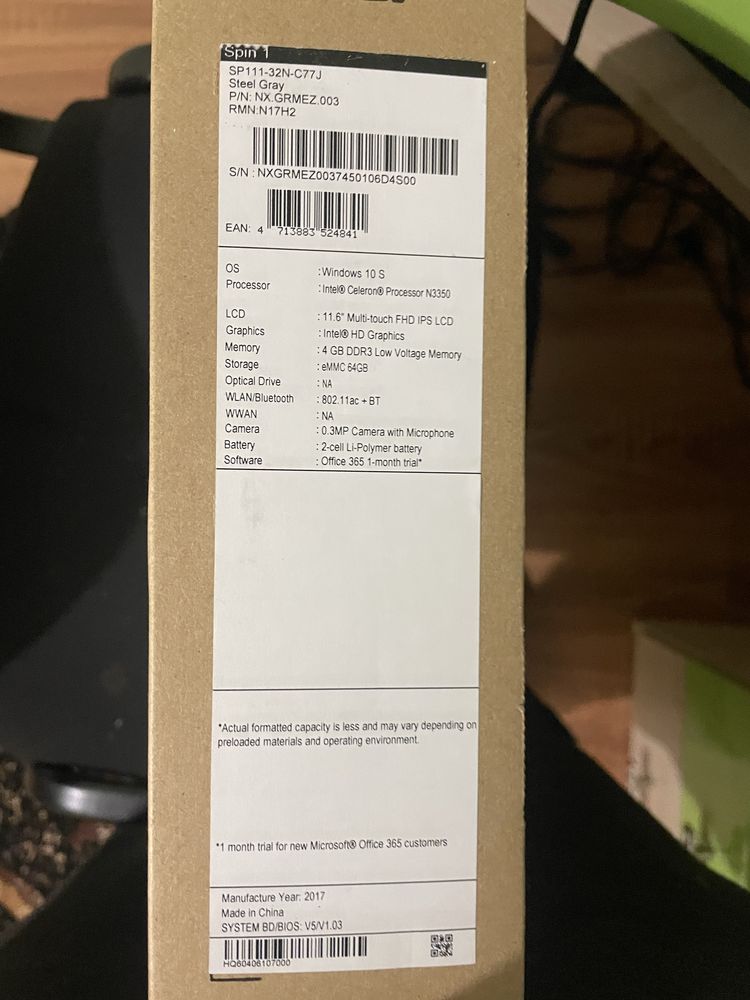 Spin 1
SP111-32N-C77J
Steel Gray
P/N: NX.GRMEZ.003
RMN:N17H2
S/N : NXGRMEZ0037450106D4S00
EAN: 4 713883 524841
OS : Windows 10 S
Processor : Intel® Celeron® Processor N3350
LCD : 11.6" Multi-touch FHD IPS LCD
Graphics : Intel® HD Graphics
Memory : 4 GB DDR3 Low Voltage Memory
Storage : eMMC 64GB
Optical Drive : NA
WLAN/Bluetooth : 802.11ac + BT
WWAN : NA
Camera : 0.3MP Camera with Microphone
Battery : 2-cell Li-Polymer battery
Software : Office 365 1-month trial*
*Actual formatted capacity is less and may vary depending on
preloaded materials and operating environment.
*1 month trial for new Microsoft® Office 365 customers
Manufacture Year: 2017
Made in China
SYSTEM BD/BIOS: V5/V1.03
HQ60406107000